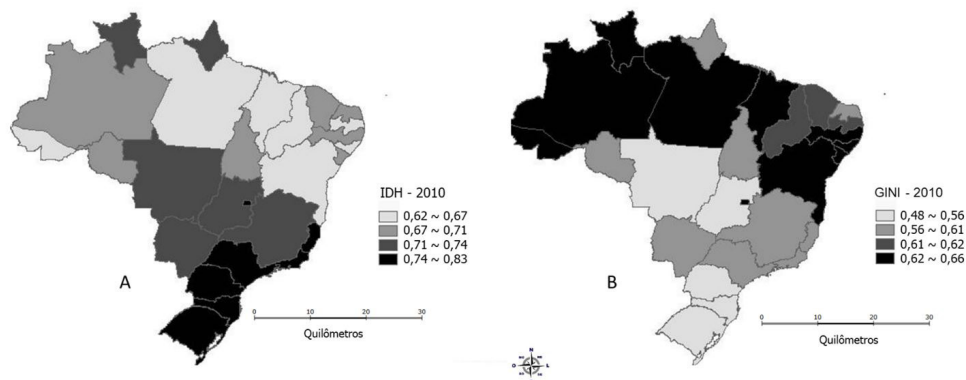 IDH - 2010
0,62 ~ 0,67
0,67 ~ 0,71
0,71 ~ 0,74
0,74 ~ 0,83
A
0 10 20 30
Quilômetros
GINI - 2010
0,48 ~ 0,56
0,56 ~ 0,61
0,61 ~ 0,62
0,62 ~ 0,66
B
0 10 20 30
Quilômetros
N
O
L